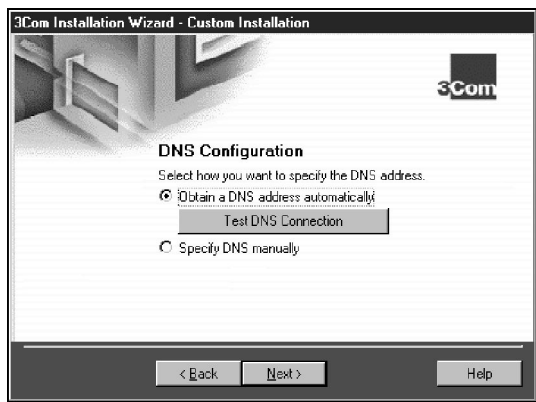 3Com Installation Wizard - Custom Installation
3Com
DNS Configuration
Select how you want to specify the DNS address.
Obtain a DNS address automatically
Test DNS Connection
Specify DNS manually
< Back
Next >
Help